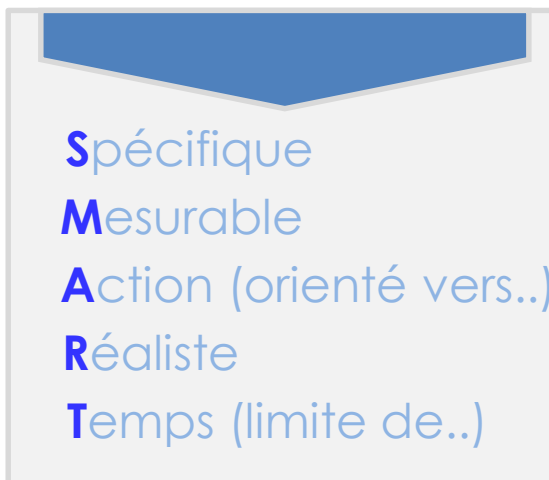 Spécifique
Mesurable
Action (orienté vers..)
Réaliste
Temps (limite de..)